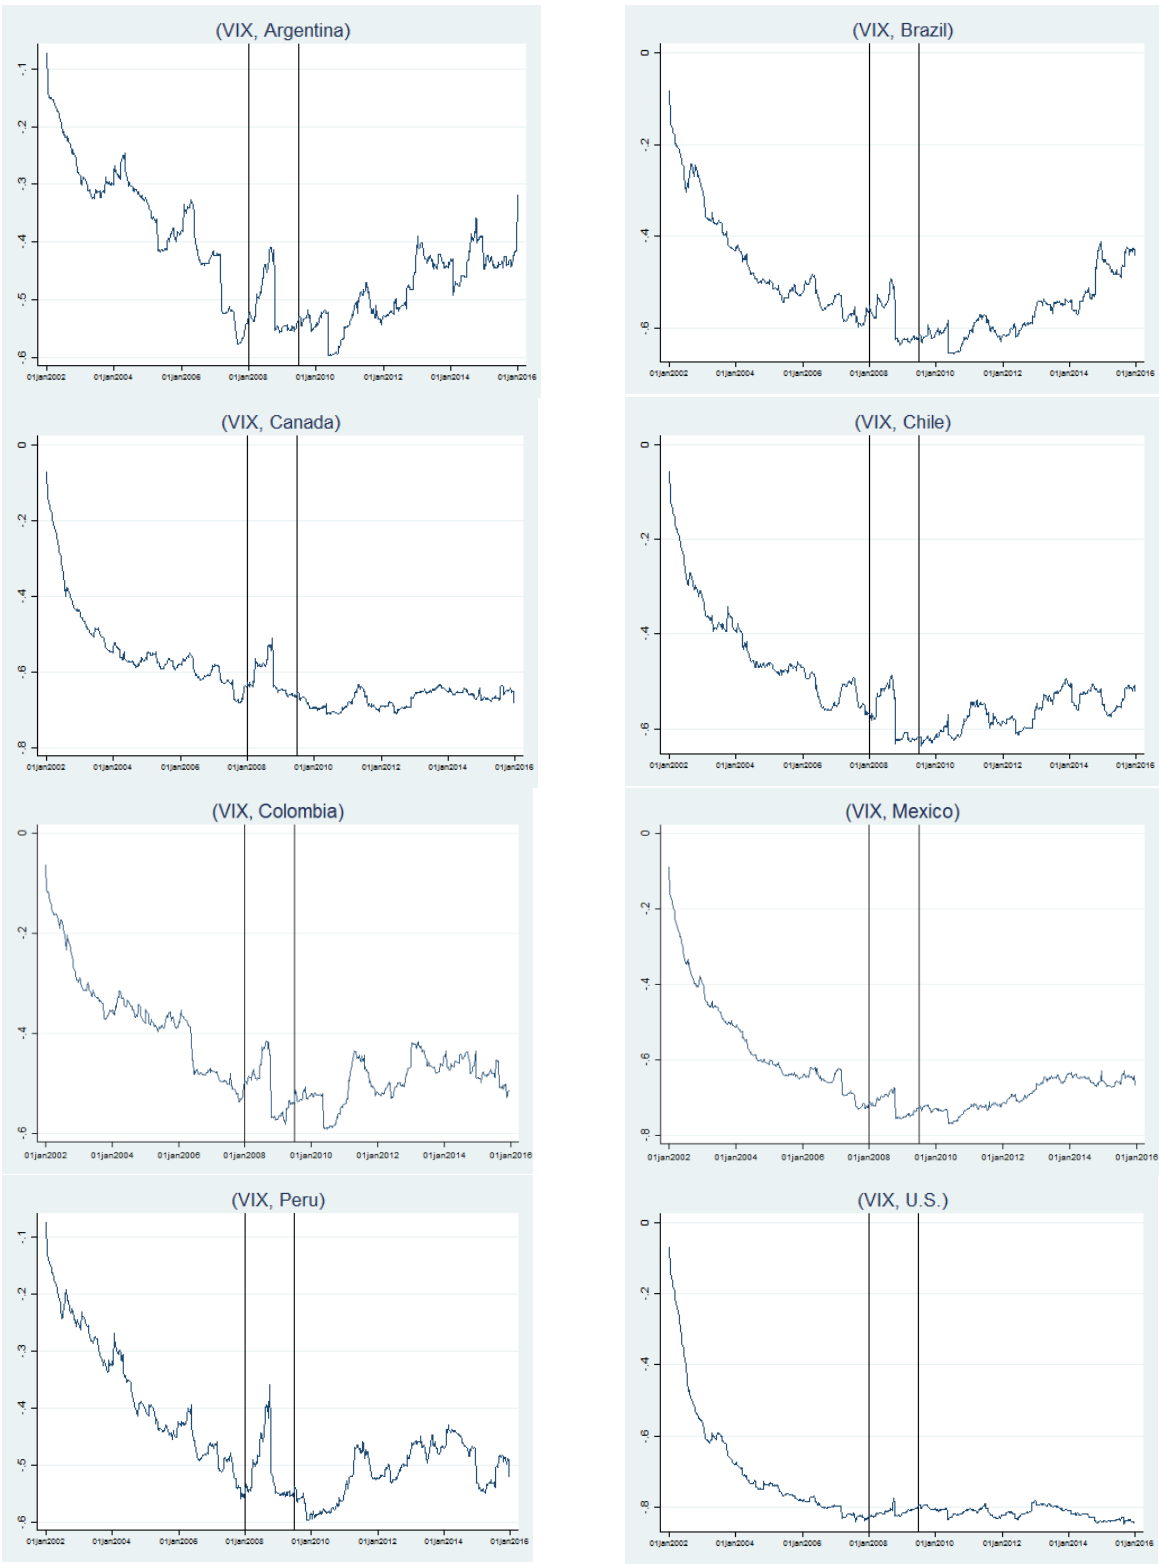 (VIX, Argentina)
-.1
-.2
-.3
-.4
-.5
-.6
01jan2002 01jan2004 01jan2006 01jan2008 01jan2010 01jan2012 01jan2014 01jan2016
(VIX, Brazil)
0
-.2
-.4
-.6
01jan2002 01jan2004 01jan2006 01jan2008 01jan2010 01jan2012 01jan2014 01jan2016
(VIX, Canada)
0
-.2
-.4
-.6
-.8
01jan2002 01jan2004 01jan2006 01jan2008 01jan2010 01jan2012 01jan2014 01jan2016
(VIX, Chile)
0
-.2
-.4
-.6
01jan2002 01jan2004 01jan2006 01jan2008 01jan2010 01jan2012 01jan2014 01jan2016
(VIX, Colombia)
0
-.2
-.4
-.6
01jan2002 01jan2004 01jan2006 01jan2008 01jan2010 01jan2012 01jan2014 01jan2016
(VIX, Mexico)
0
-.2
-.4
-.6
-.8
01jan2002 01jan2004 01jan2006 01jan2008 01jan2010 01jan2012 01jan2014 01jan2016
(VIX, Peru)
-.1
-.2
-.3
-.4
-.5
-.6
01jan2002 01jan2004 01jan2006 01jan2008 01jan2010 01jan2012 01jan2014 01jan2016
(VIX, U.S.)
0
-.2
-.4
-.6
-.8
01jan2002 01jan2004 01jan2006 01jan2008 01jan2010 01jan2012 01jan2014 01jan2016